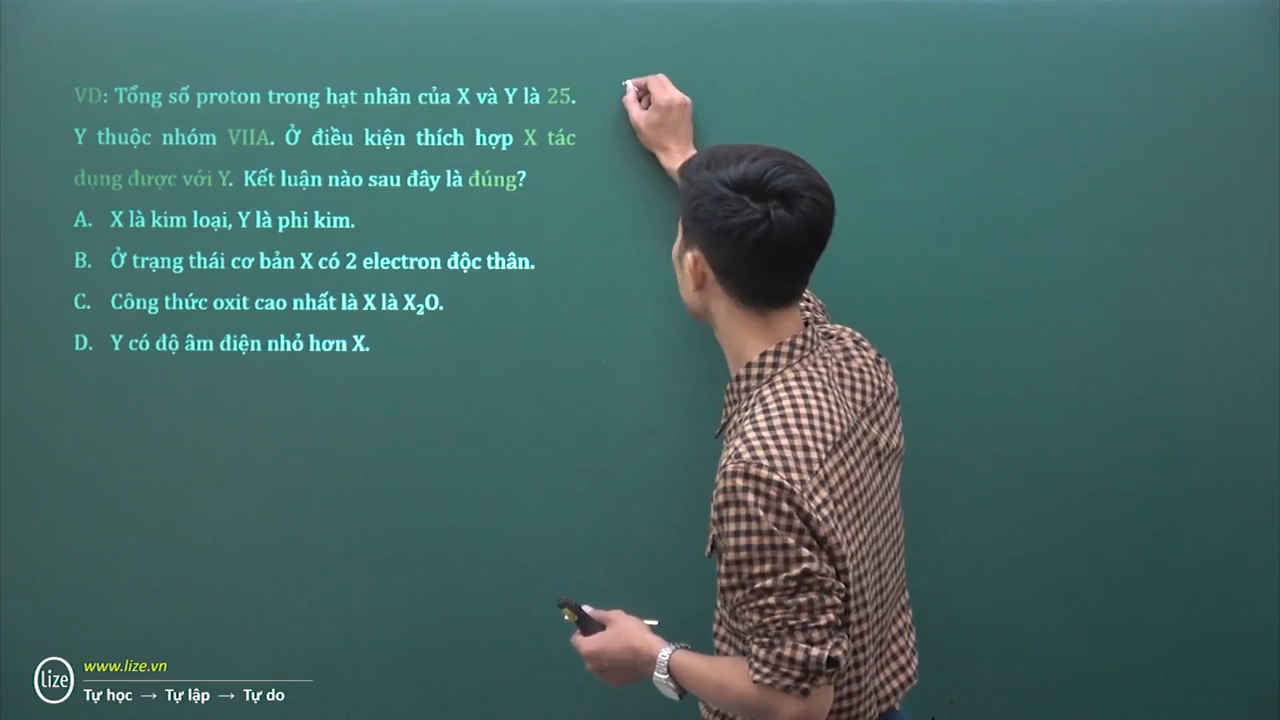 VD: Tổng số proton trong hạt nhân của X và Y là 25.
Y thuộc nhóm VIIA. Ở điều kiện thích hợp X tác
dụng được với Y. Kết luận nào sau đây là đúng?
A. X là kim loại, Y là phi kim.
B. Ở trạng thái cơ bản X có 2 electron độc thân.
C. Công thức oxit cao nhất là X là X₂O.
D. Y có độ âm điện nhỏ hơn X.
Lize
www.lize.vn
Tự học → Tự lập → Tự do